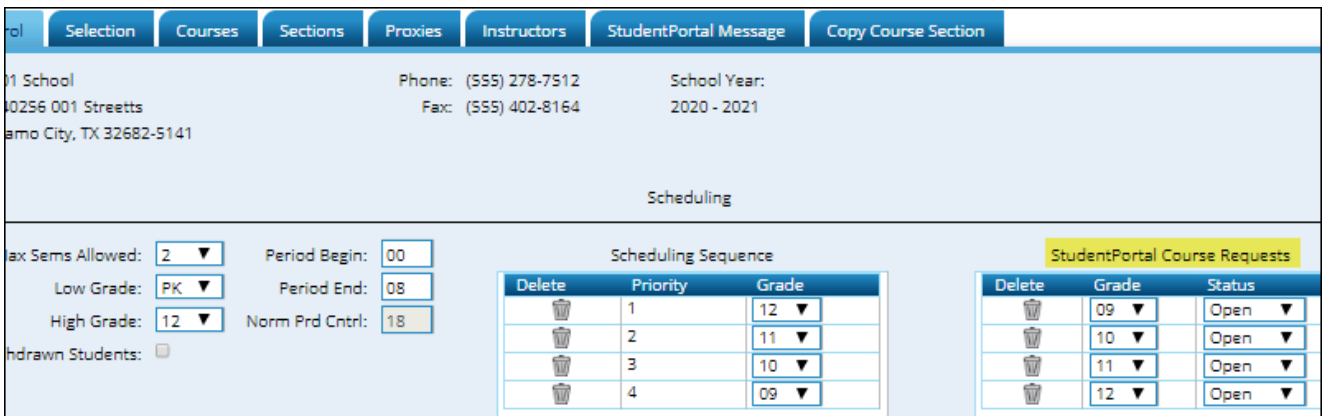 rol Selection Courses Sections Proxies Instructors StudentPortal Message Copy Course Section
01 School Phone: (555) 278-7512 School Year:
40256 001 Streetts Fax: (555) 402-8164 2020 - 2021
amo City, TX 32682-5141
Scheduling
Max Sems Allowed: 2 Period Begin: 00 Scheduling Sequence StudentPortal Course Requests
Low Grade: PK Period End: 08 Delete Priority Grade Delete Grade Status
High Grade: 12 Norm Prd Cntrl: 18 1 12 09 Open
2 11 10 Open
hdrawn Students: 3 10 11 Open
4 09 12 Open